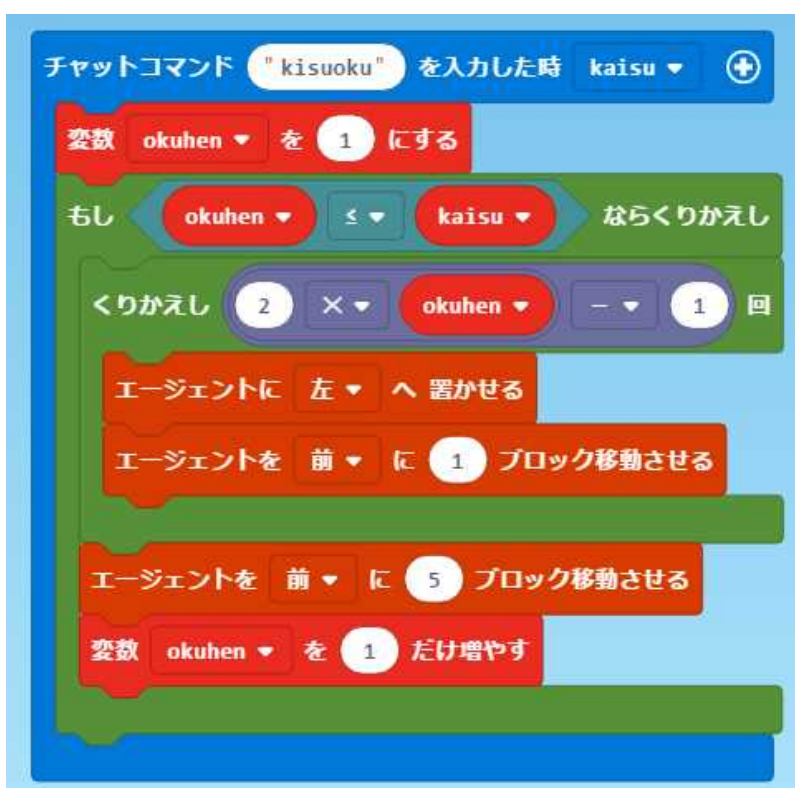 チャットコマンド "kisuoku" を入力した時 kaisu
変数 okuhen を 1 にする
もし okuhen ≤ kaisu ならくりかえし
くりかえし 2 × okuhen - 1 回
エージェントに 左 へ 置かせる
エージェントを 前 に 1 ブロック移動させる
エージェントを 前 に 5 ブロック移動させる
変数 okuhen を 1 だけ増やす